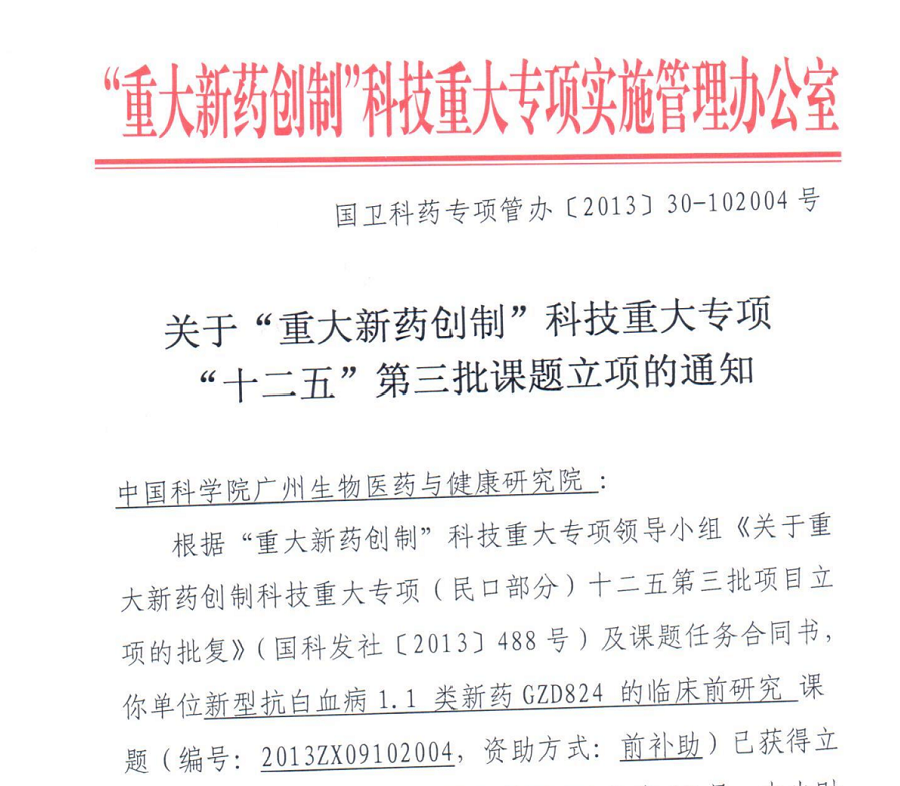 “重大新药创制”科技重大专项实施管理办公室
国卫科药专项管办〔2013〕30-102004 号
关于“重大新药创制”科技重大专项
“十二五”第三批课题立项的通知
中国科学院广州生物医药与健康研究院：
根据“重大新药创制”科技重大专项领导小组《关于重
大新药创制科技重大专项（民口部分）十二五第三批项目立
项的批复》（国科发社〔2013〕488 号）及课题任务合同书，
你单位新型抗白血病 1.1 类新药 GZD824 的临床前研究 课
题（编号：2013ZX09102004，资助方式：前补助）已获得立